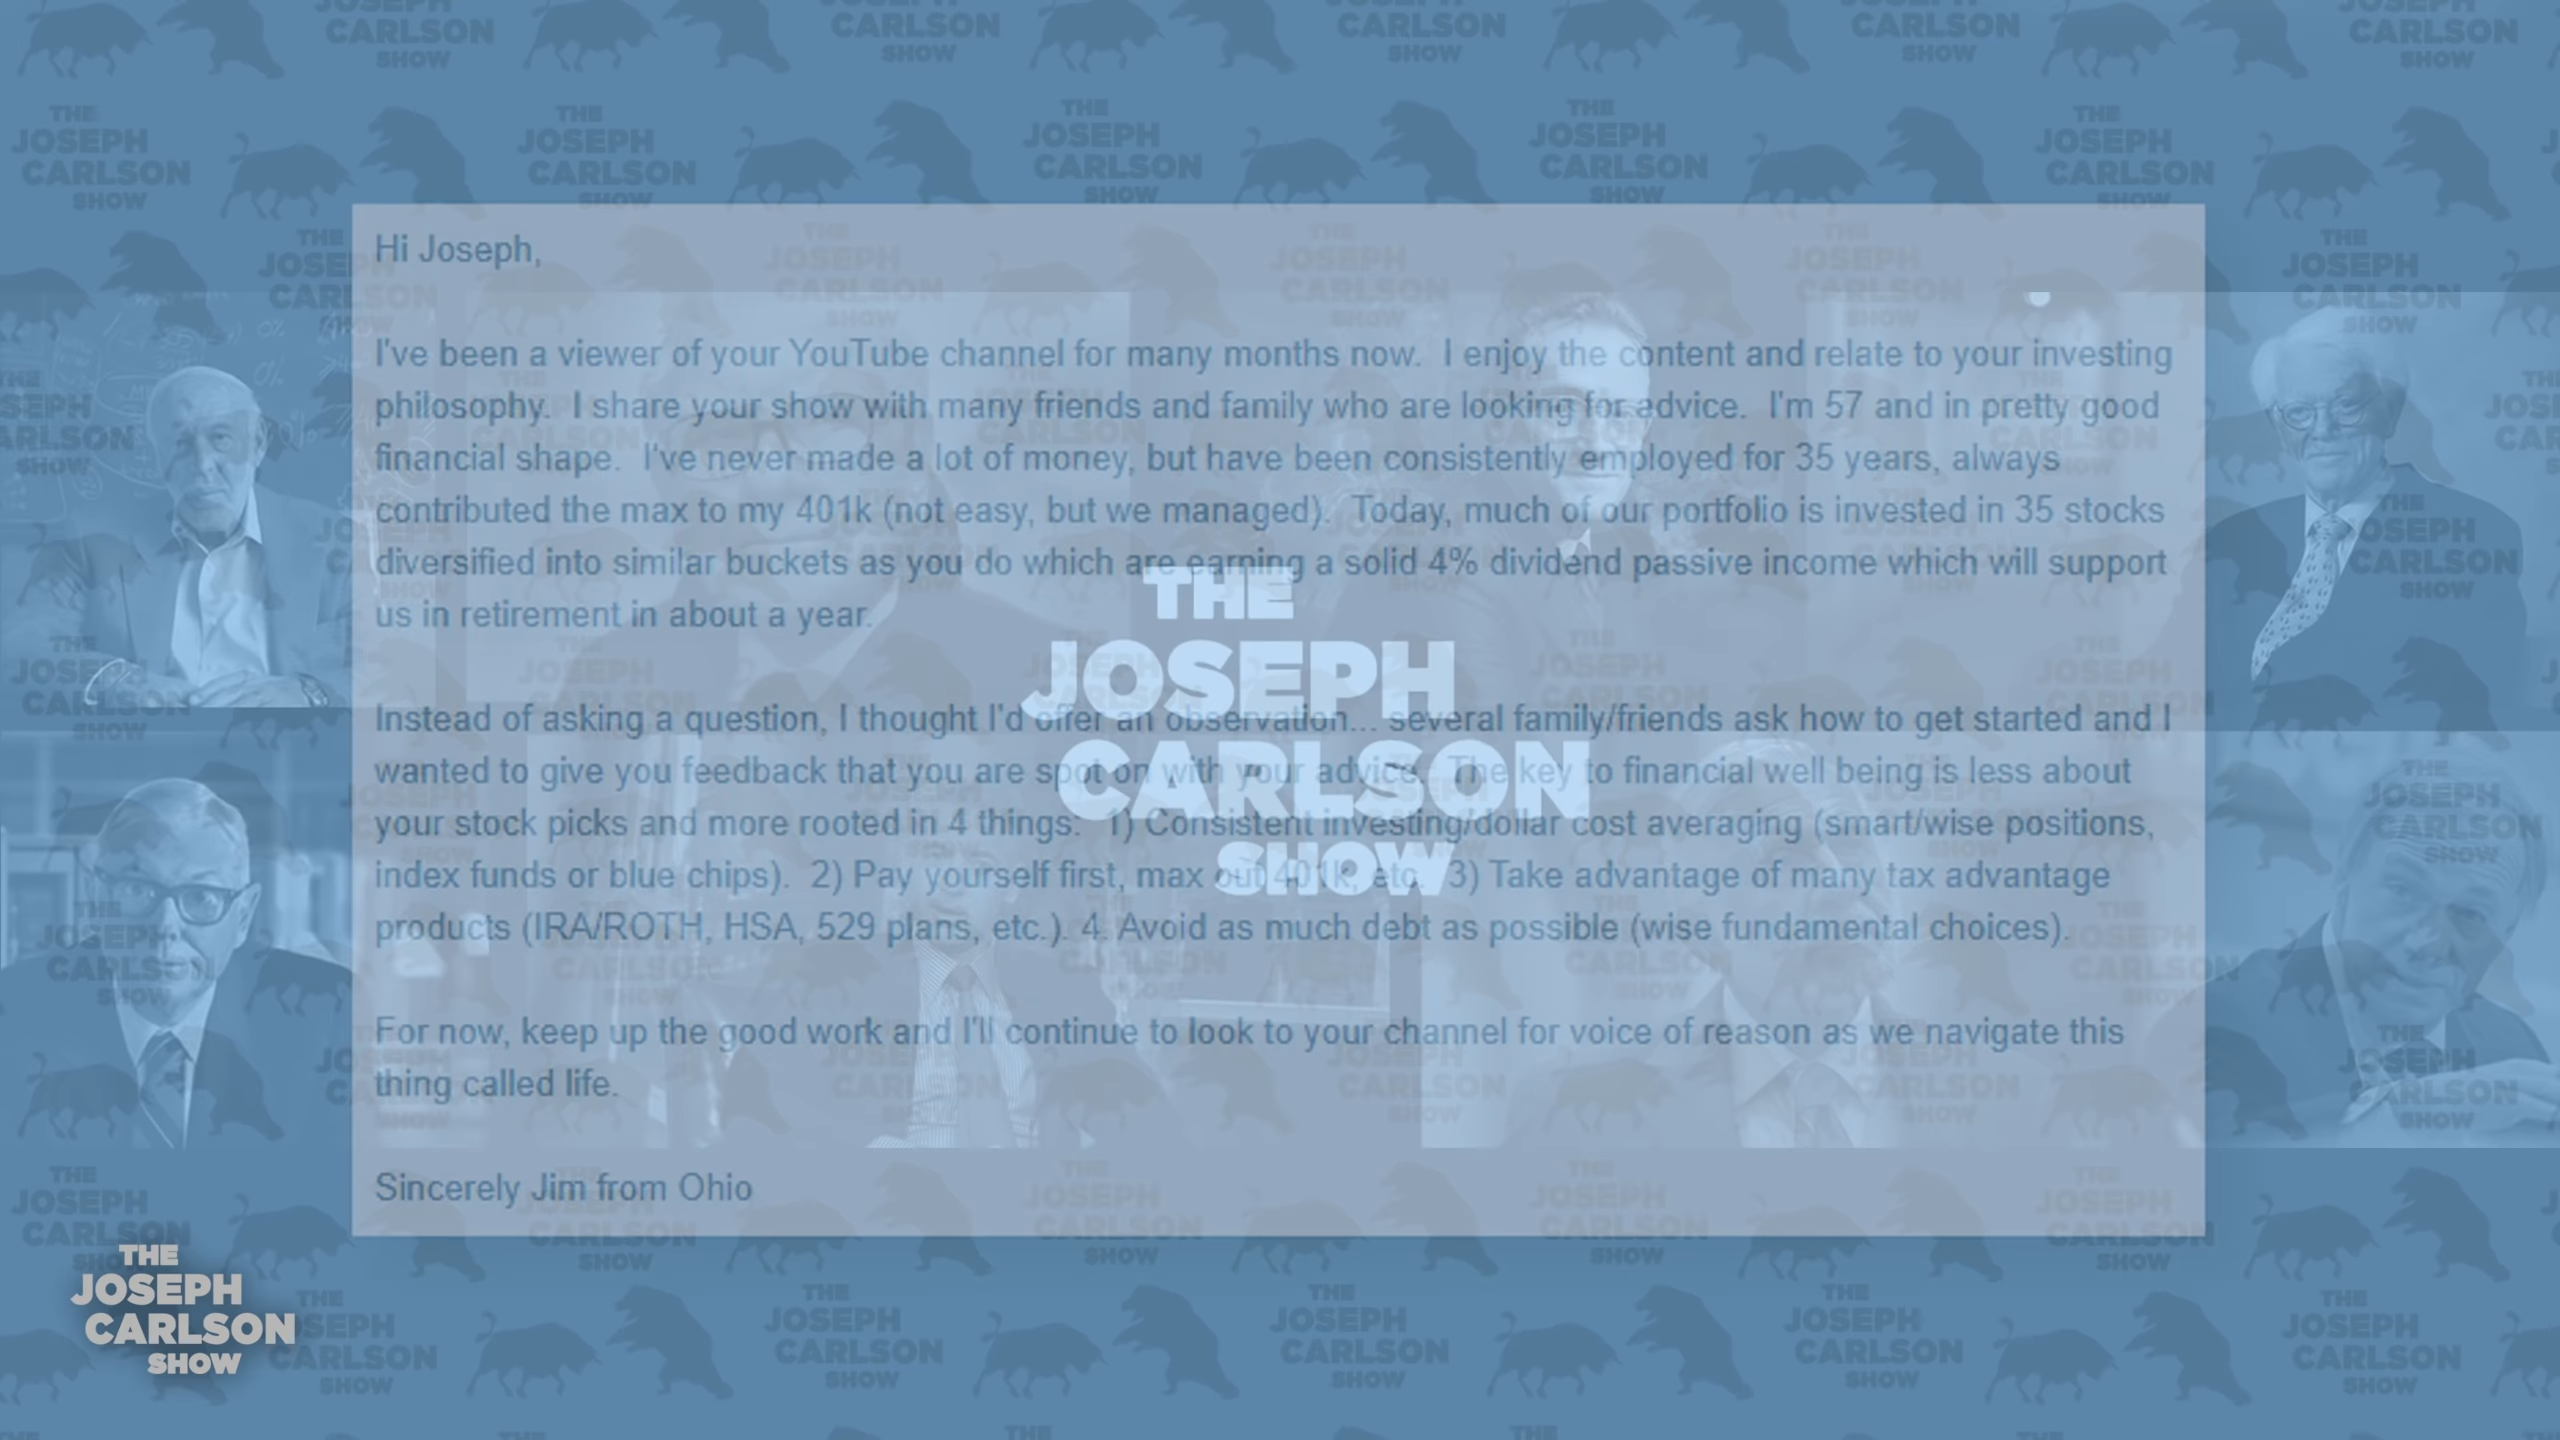 Hi Joseph,
I've been a viewer of your YouTube channel for many months now.  I enjoy the content and relate to your investing
philosophy.  I share your show with many friends and family who are looking for advice.  I'm 57 and in pretty good
financial shape.  I've never made a lot of money, but have been consistently employed for 35 years, always
contributed the max to my 401k (not easy, but we managed).  Today, much of our portfolio is invested in 35 stocks
diversified into similar buckets as you do which are earning a solid 4% dividend passive income which will support
us in retirement in about a year.
Instead of asking a question, I thought I'd offer an observation... several family/friends ask how to get started and I
wanted to give you feedback that you are spot on with your advice.  The key to financial well being is less about
your stock picks and more rooted in 4 things.  1) Consistent investing/dollar cost averaging (smart/wise positions,
index funds or blue chips).  2) Pay yourself first, max out 401k, etc.  3) Take advantage of many tax advantage
products (IRA/ROTH, HSA, 529 plans, etc.). 4. Avoid as much debt as possible (wise fundamental choices).
For now, keep up the good work and I'll continue to look to your channel for voice of reason as we navigate this
thing called life.
Sincerely Jim from Ohio
THE
JOSEPH
CARLSON
SHOW
THE
JOSEPH
CARLSON
SHOW